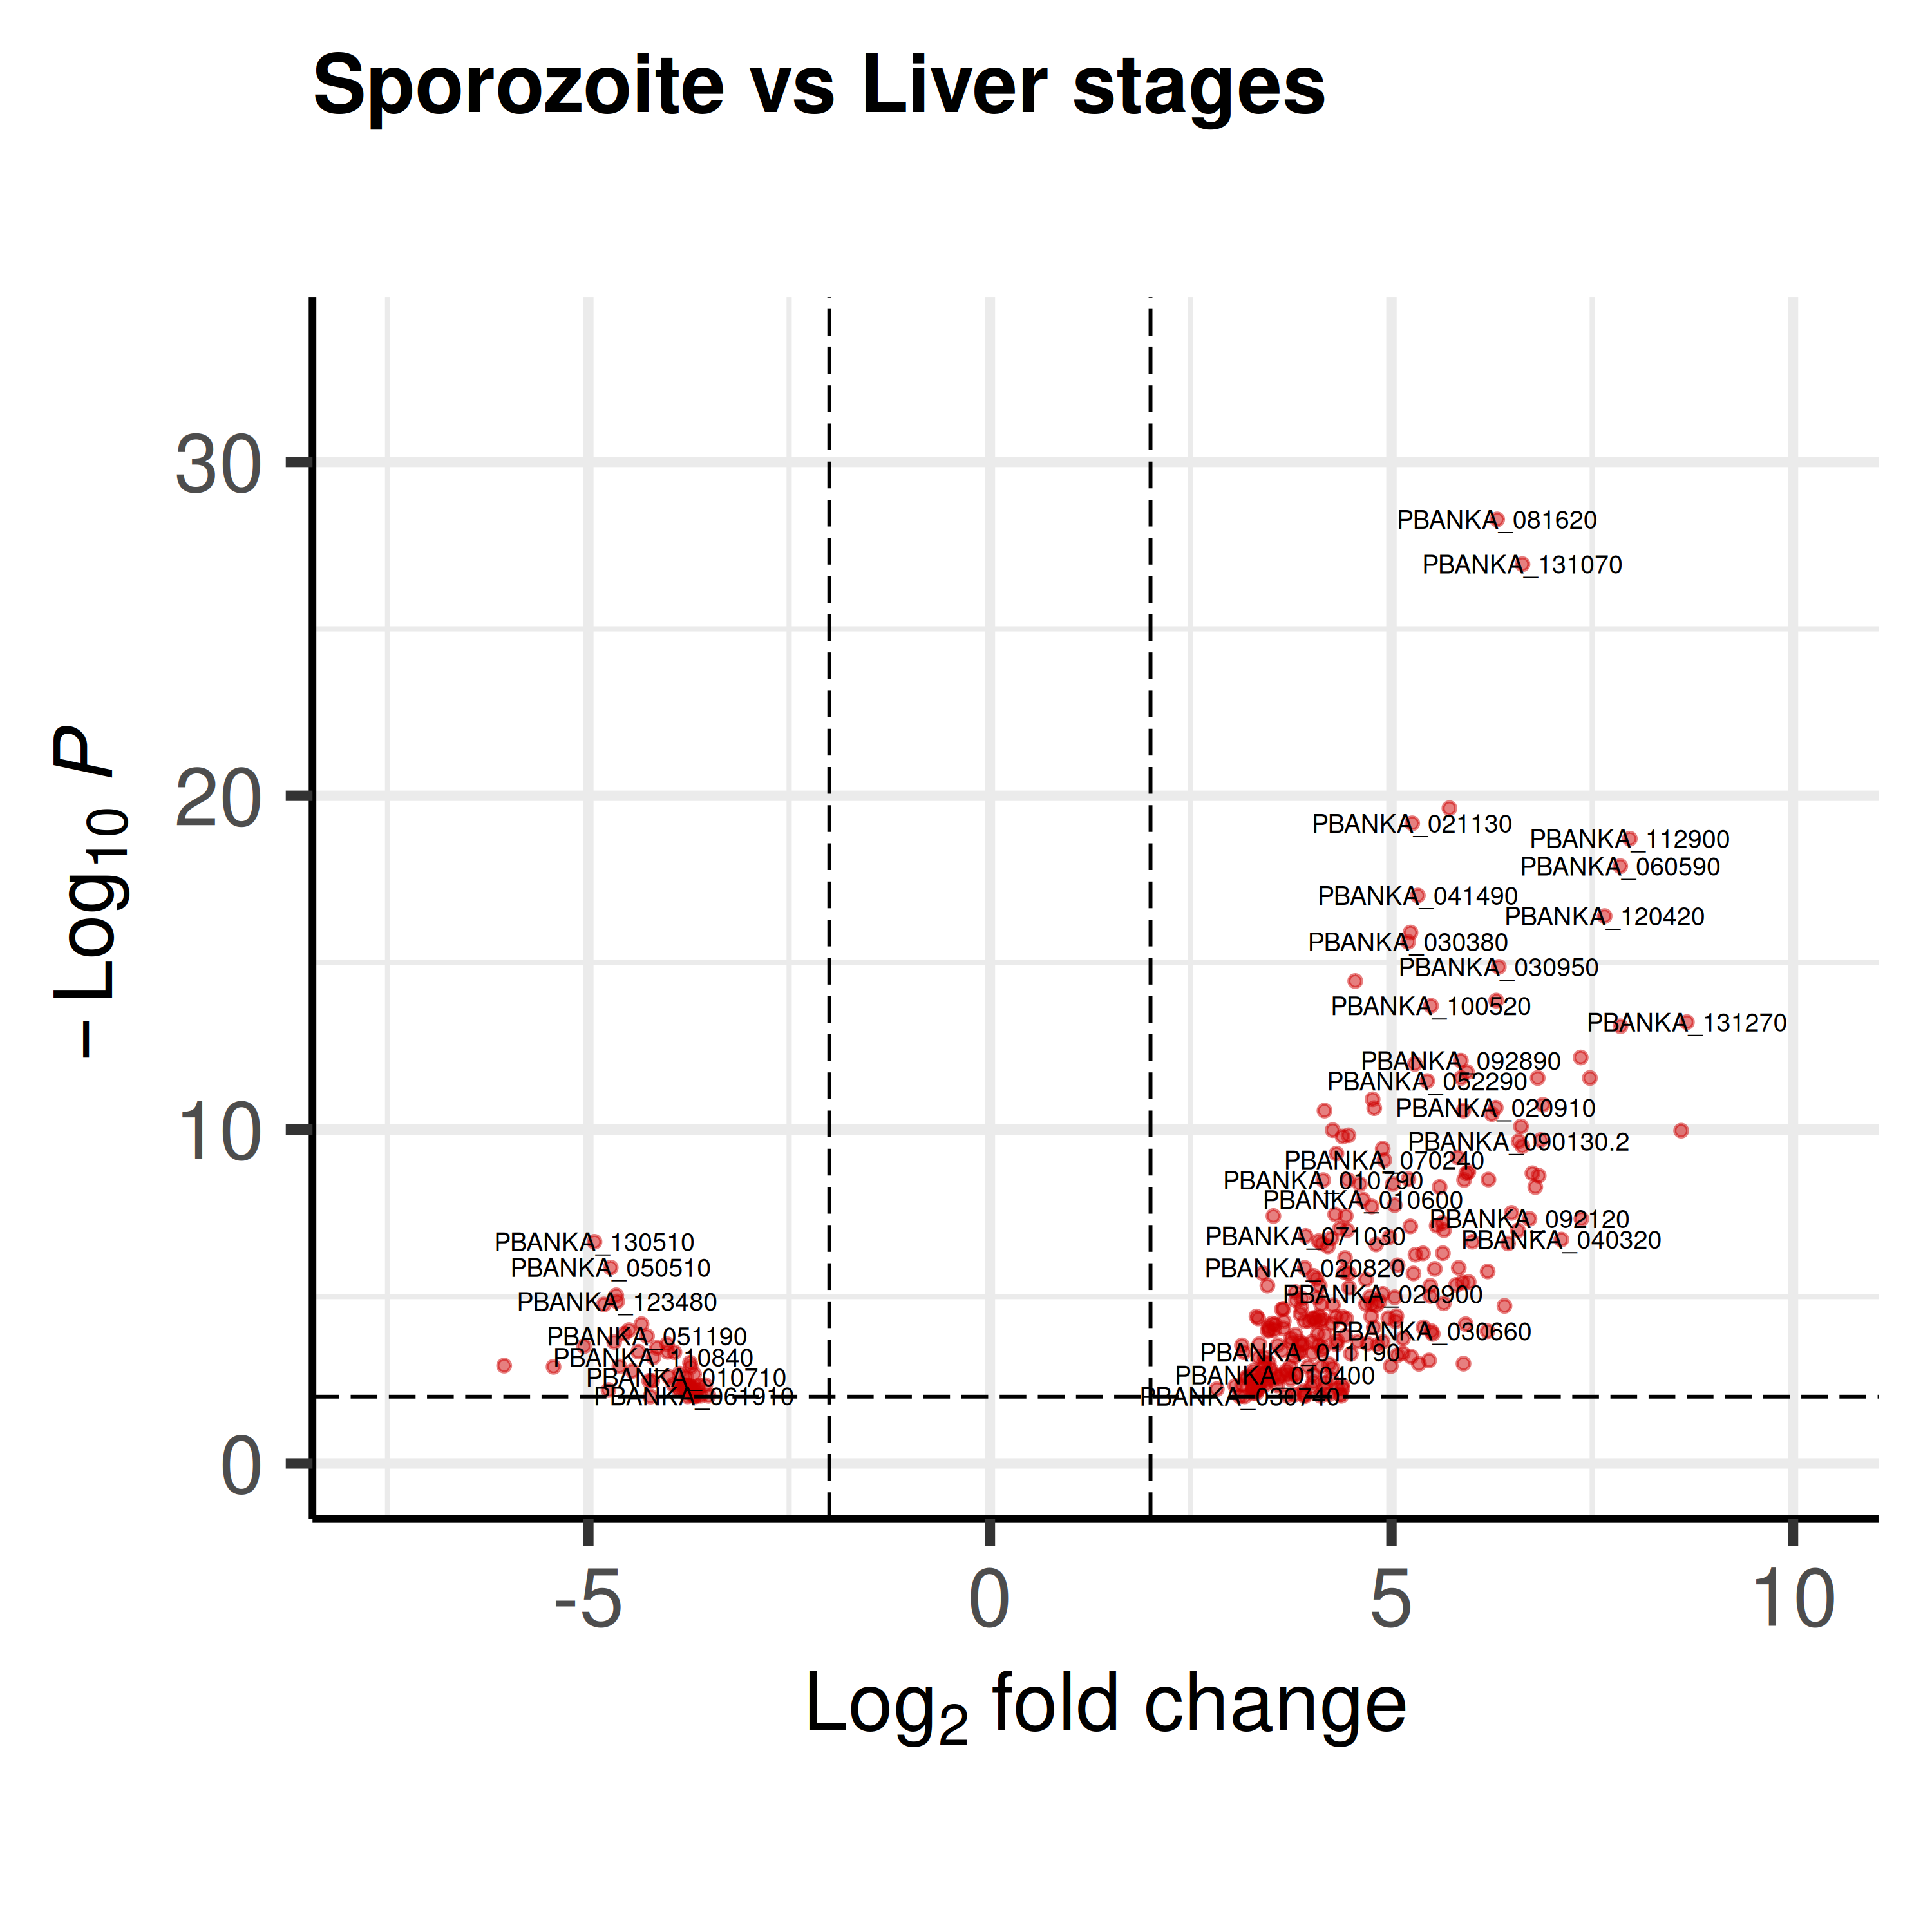 Sporozoite vs Liver stages
− Log10 P
30
20
10
0
PBANKA_081620
PBANKA_131070
PBANKA_021130
PBANKA_112900
PBANKA_060590
PBANKA_041490
PBANKA_120420
PBANKA_030380
PBANKA_030950
PBANKA_100520
PBANKA_131270
PBANKA_092890
PBANKA_052290
PBANKA_020910
PBANKA_090130.2
PBANKA_070240
PBANKA_010790
PBANKA_010600
PBANKA_092120
PBANKA_071030
PBANKA_040320
PBANKA_130510
PBANKA_050510
PBANKA_020820
PBANKA_020900
PBANKA_123480
PBANKA_030660
PBANKA_051190
PBANKA_011190
PBANKA_110840
PBANKA_010400
PBANKA_010710
PBANKA_061910
PBANKA_030740
-5
0
5
10
Log2 fold change